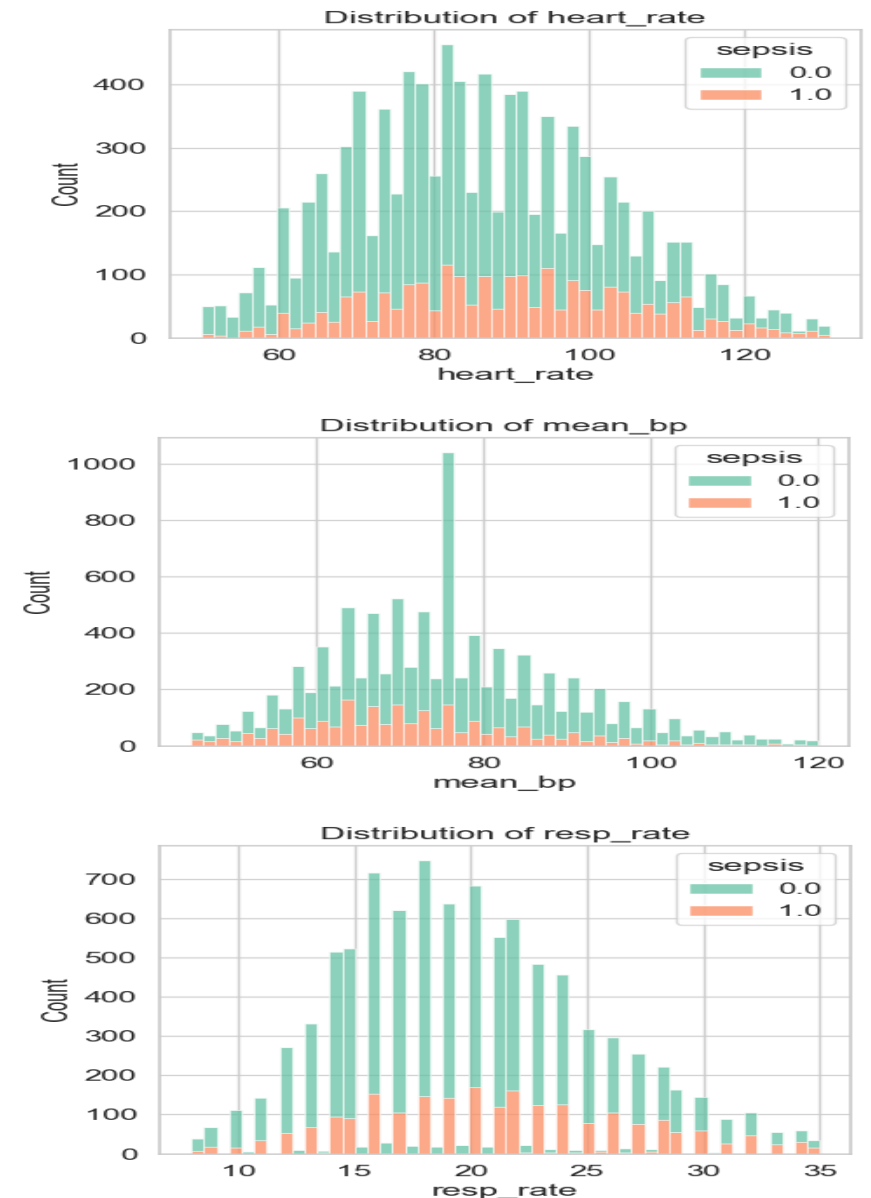 Distribution of heart_rate
sepsis
0.0
1.0
400
300
200
100
0
Count
60 80 100 120
heart_rate
Distribution of mean_bp
sepsis
0.0
1.0
1000
800
600
400
200
0
Count
60 80 100 120
mean_bp
Distribution of resp_rate
sepsis
0.0
1.0
700
600
500
400
300
200
100
0
Count
10 15 20 25 30 35
resp_rate